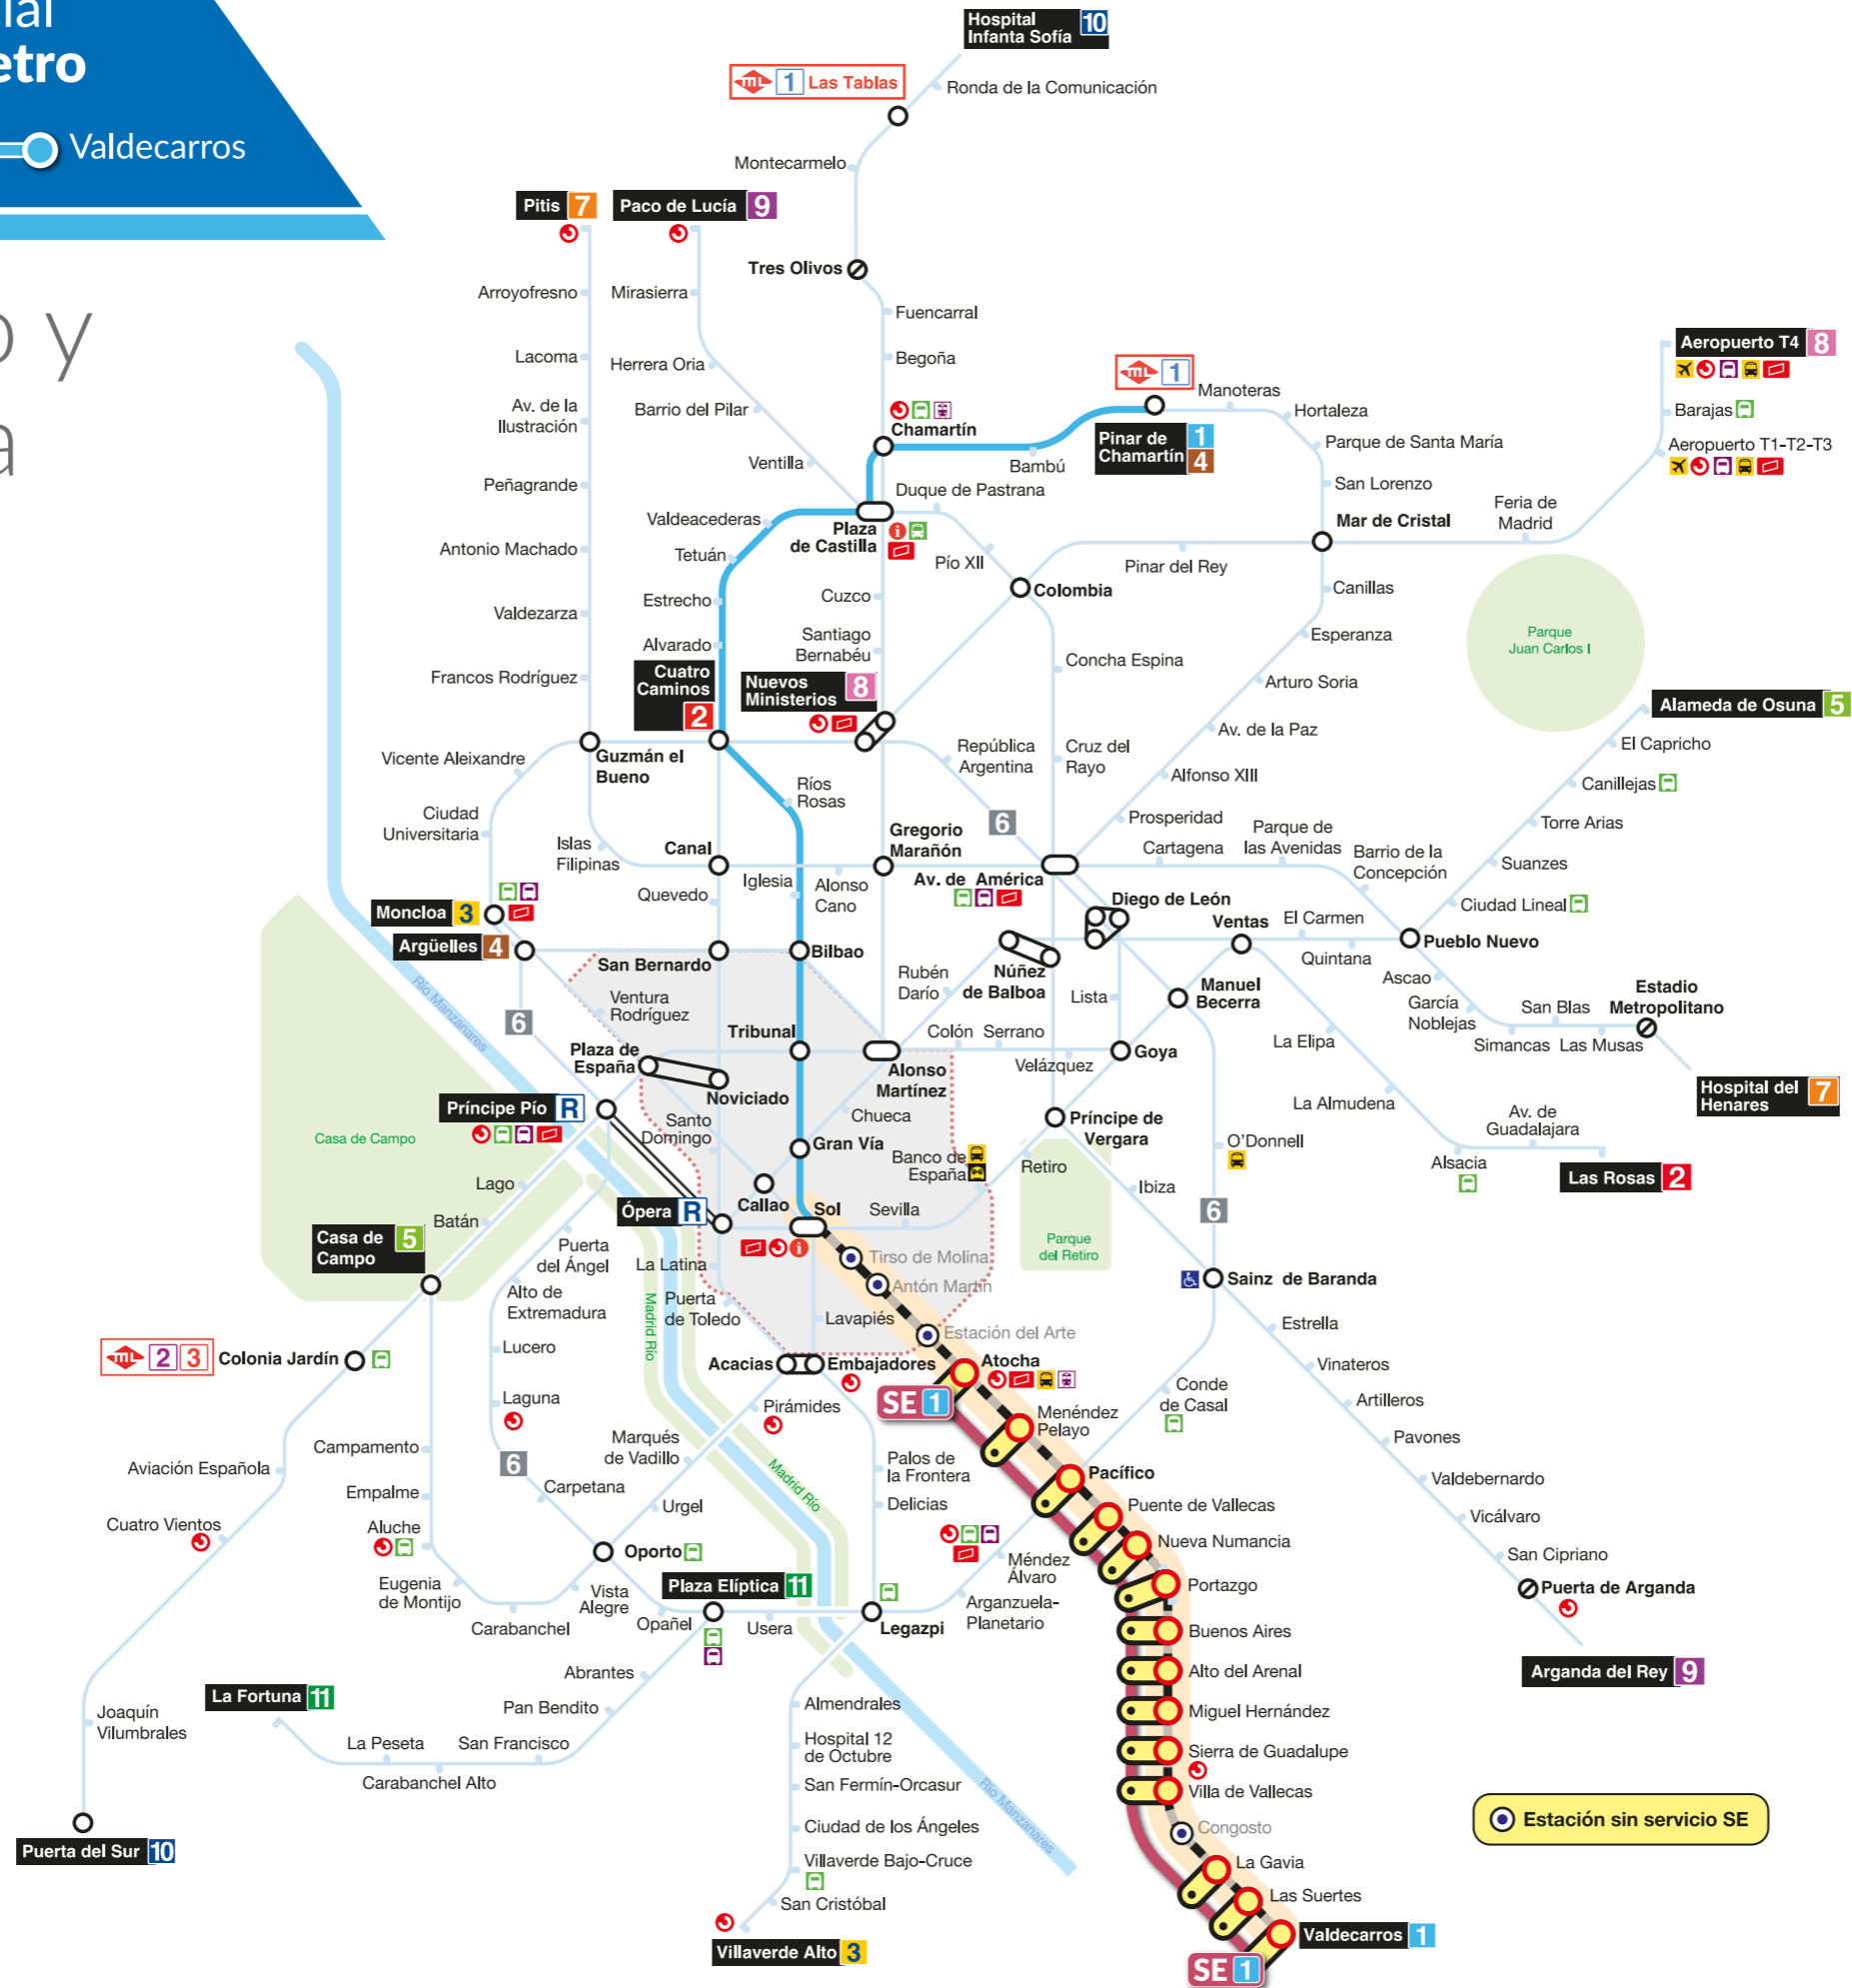 cial
etro
Valdecarros
o y
a
Hospital
Infanta Sofía 10
mL 1 Las Tablas
Ronda de la Comunicación
Montecarmelo
Pitis 7
Paco de Lucía 9
Tres Olivos
Arroyofresno
Mirasierra
Fuencarral
Lacoma
Herrera Oria
Begoña
Aeropuerto T4 8
mL 1
Manoteras
Av. de la
Ilustración
Barrio del Pilar
Chamartín
Hortaleza
Barajas
Pinar de
Chamartín 1 4
Parque de Santa María
Aeropuerto T1-T2-T3
Ventilla
Bambú
Peñagrande
Duque de Pastrana
San Lorenzo
Valdeacederas
Plaza
de Castilla
Mar de Cristal
Feria de
Madrid
Antonio Machado
Tetuán
Pío XII
Pinar del Rey
Estrecho
Cuzco
Colombia
Canillas
Valdezarza
Alvarado
Santiago
Bernabéu
Esperanza
Parque
Juan Carlos I
Francos Rodríguez
Cuatro
Caminos
2
Nuevos
Ministerios 8
Concha Espina
Arturo Soria
Alameda de Osuna 5
Av. de la Paz
El Capricho
Vicente Aleixandre
Guzmán el
Bueno
República
Argentina
Cruz del
Rayo
Alfonso XIII
Canillejas
Ríos
Rosas
Ciudad
Universitaria
6
Prosperidad
Torre Arias
Islas
Filipinas
Canal
Gregorio
Marañón
Cartagena
Parque de
las Avenidas
Barrio de la
Concepción
Suanzes
Quevedo
Iglesia
Alonso
Cano
Av. de América
Diego de León
Ciudad Lineal
Moncloa 3
Ventas
El Carmen
Argüelles 4
San Bernardo
Bilbao
Pueblo Nuevo
Quintana
Rubén
Darío
Núñez
de Balboa
Lista
Manuel
Becerra
Ascao
Estadio
Metropolitano
García
Noblejas
San Blas
Río Manzanares
Ventura
Rodríguez
6
Tribunal
Colón
Serrano
La Elipa
Simancas
Las Musas
Plaza de
España
Alonso
Martínez
Velázquez
Goya
Noviciado
Hospital del
Henares 7
Príncipe Pío R
Chueca
Príncipe de
Vergara
La Almudena
Av. de
Guadalajara
Casa de Campo
Santo
Domingo
Gran Vía
Banco de
España
O'Donnell
Retiro
Alsacia
Las Rosas 2
Lago
Callao
Ibiza
Ópera R
Sol
Sevilla
6
Batán
Casa de
Campo 5
Puerta
del Ángel
La Latina
Tirso de Molina
Parque
del Retiro
Antón Martín
Sainz de Baranda
Alto de
Extremadura
Madrid Río
Puerta
de Toledo
Lavapiés
Estación del Arte
Estrella
Lucero
mL 2 3 Colonia Jardín
Acacias
Embajadores
Atocha
Vinateros
SE 1
Laguna
Pirámides
Menéndez
Pelayo
Conde
de Casal
Artilleros
Campamento
Marqués
de Vadillo
Pavones
Aviación Española
6
Madrid Río
Palos de
la Frontera
Pacífico
Valdebernardo
Empalme
Carpetana
Urgel
Delicias
Puente de Vallecas
Cuatro Vientos
Aluche
Vicálvaro
Nueva Numancia
Oporto
Méndez
Álvaro
San Cipriano
Eugenia
de Montijo
Vista
Alegre
Plaza Elíptica 11
Portazgo
Puerta de Arganda
Arganzuela-
Planetario
Carabanchel
Opañel
Usera
Legazpi
Buenos Aires
Abrantes
Alto del Arenal
Arganda del Rey 9
La Fortuna 11
Pan Bendito
Almendrales
Miguel Hernández
Joaquín
Vilumbrales
La Peseta
San Francisco
Hospital 12
de Octubre
Sierra de Guadalupe
Carabanchel Alto
San Fermín-Orcasur
Río Manzanares
Villa de Vallecas
Puerta del Sur 10
Ciudad de los Ángeles
Congosto
Estación sin servicio SE
Villaverde Bajo-Cruce
La Gavia
San Cristóbal
Las Suertes
Villaverde Alto 3
Valdecarros 1
SE 1